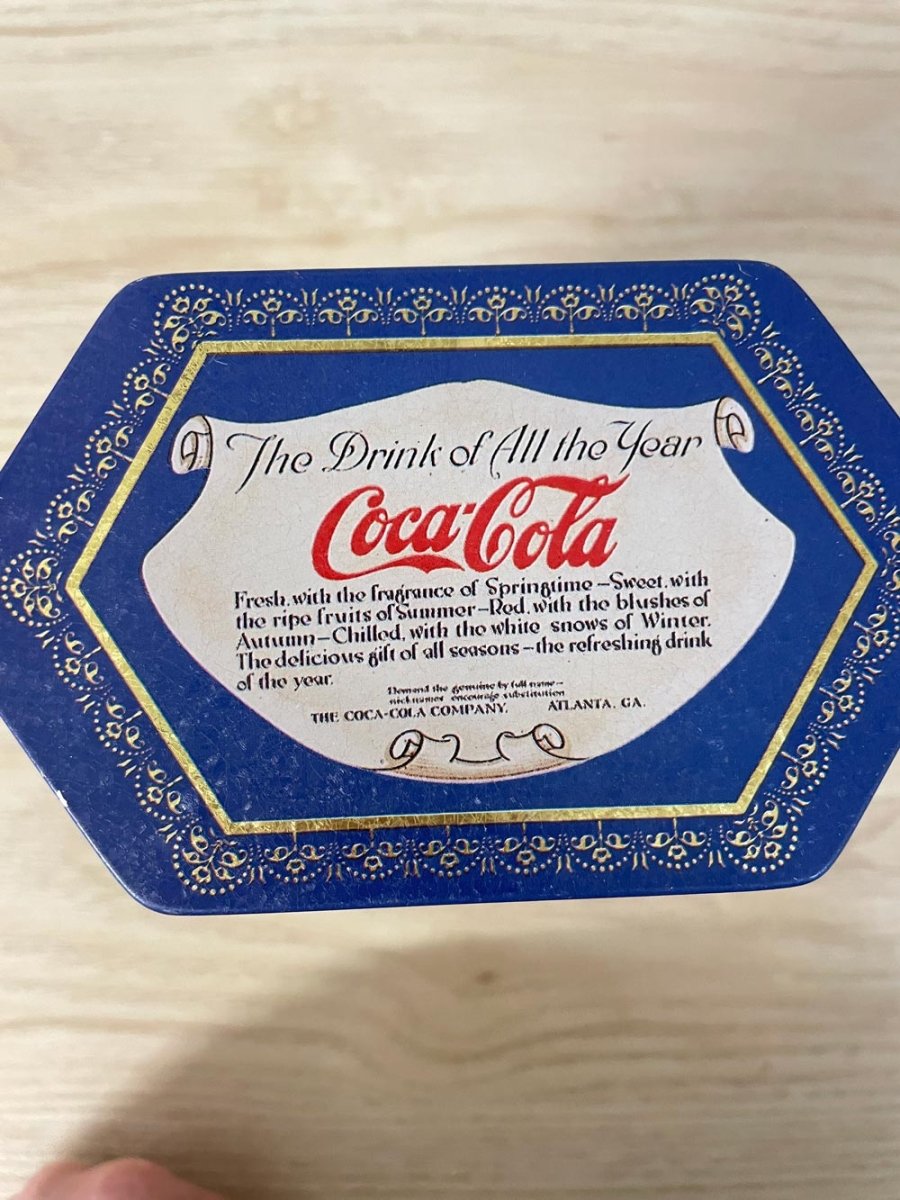 The Drink of All the Year
Coca-Cola
Fresh, with the fragrance of Springtime—Sweet, with
the ripe fruits of Summer—Red, with the blushes of
Autumn—Chilled, with the white snows of Winter.
The delicious gift of all seasons—the refreshing drink
of the year.
Demand the genuine by full name—
nicknames encourage substitution
THE COCA-COLA COMPANY. ATLANTA, GA.